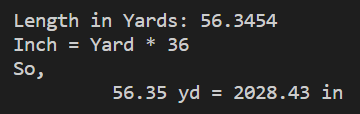 Length in Yards: 56.3454
Inch = Yard * 36
So,
56.35 yd = 2028.43 in